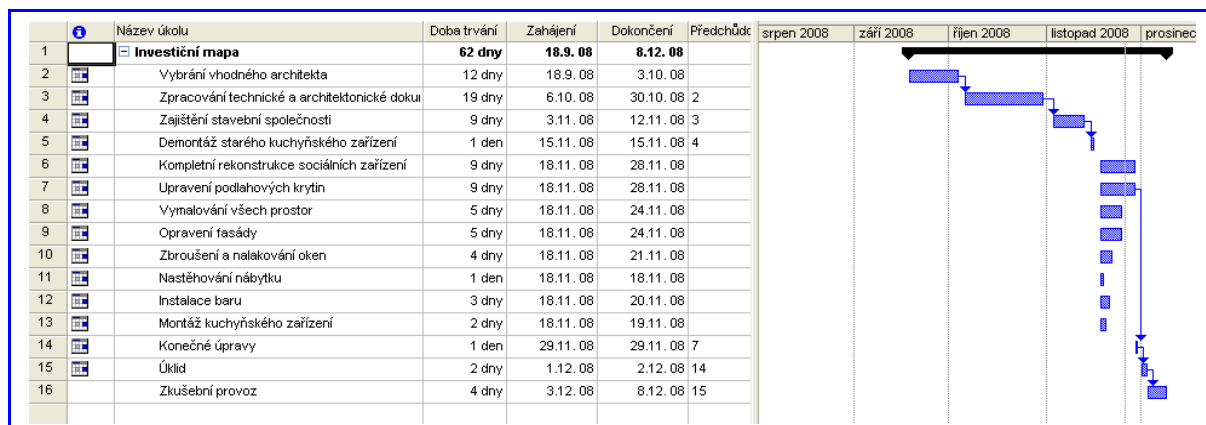 Název úkolu Doba trvání Zahájení Dokončení Předchůdc srpen 2008 září 2008 říjen 2008 listopad 2008 prosinec
1 Investiční mapa 62 dny 18.9. 08 8.12. 08
2 Vybrání vhodného architekta 12 dny 18.9. 08 3.10. 08
3 Zpracování technické a architektonické doku 19 dny 6.10. 08 30.10. 08 2
4 Zajištění stavební společnosti 9 dny 3.11. 08 12.11. 08 3
5 Demontáž starého kuchyňského zařízení 1 den 15.11. 08 15.11. 08 4
6 Kompletní rekonstrukce sociálních zařízení 9 dny 18.11. 08 28.11. 08
7 Upravení podlahových krytin 9 dny 18.11. 08 28.11. 08
8 Vymalování všech prostor 5 dny 18.11. 08 24.11. 08
9 Opravení fasády 5 dny 18.11. 08 24.11. 08
10 Zbroušení a nalakování oken 4 dny 18.11. 08 21.11. 08
11 Nastěhování nábytku 1 den 18.11. 08 18.11. 08
12 Instalace baru 3 dny 18.11. 08 20.11. 08
13 Montáž kuchyňského zařízení 2 dny 18.11. 08 19.11. 08
14 Konečné úpravy 1 den 29.11. 08 29.11. 08 7
15 Úklid 2 dny 1.12. 08 2.12. 08 14
16 Zkušební provoz 4 dny 3.12. 08 8.12. 08 15